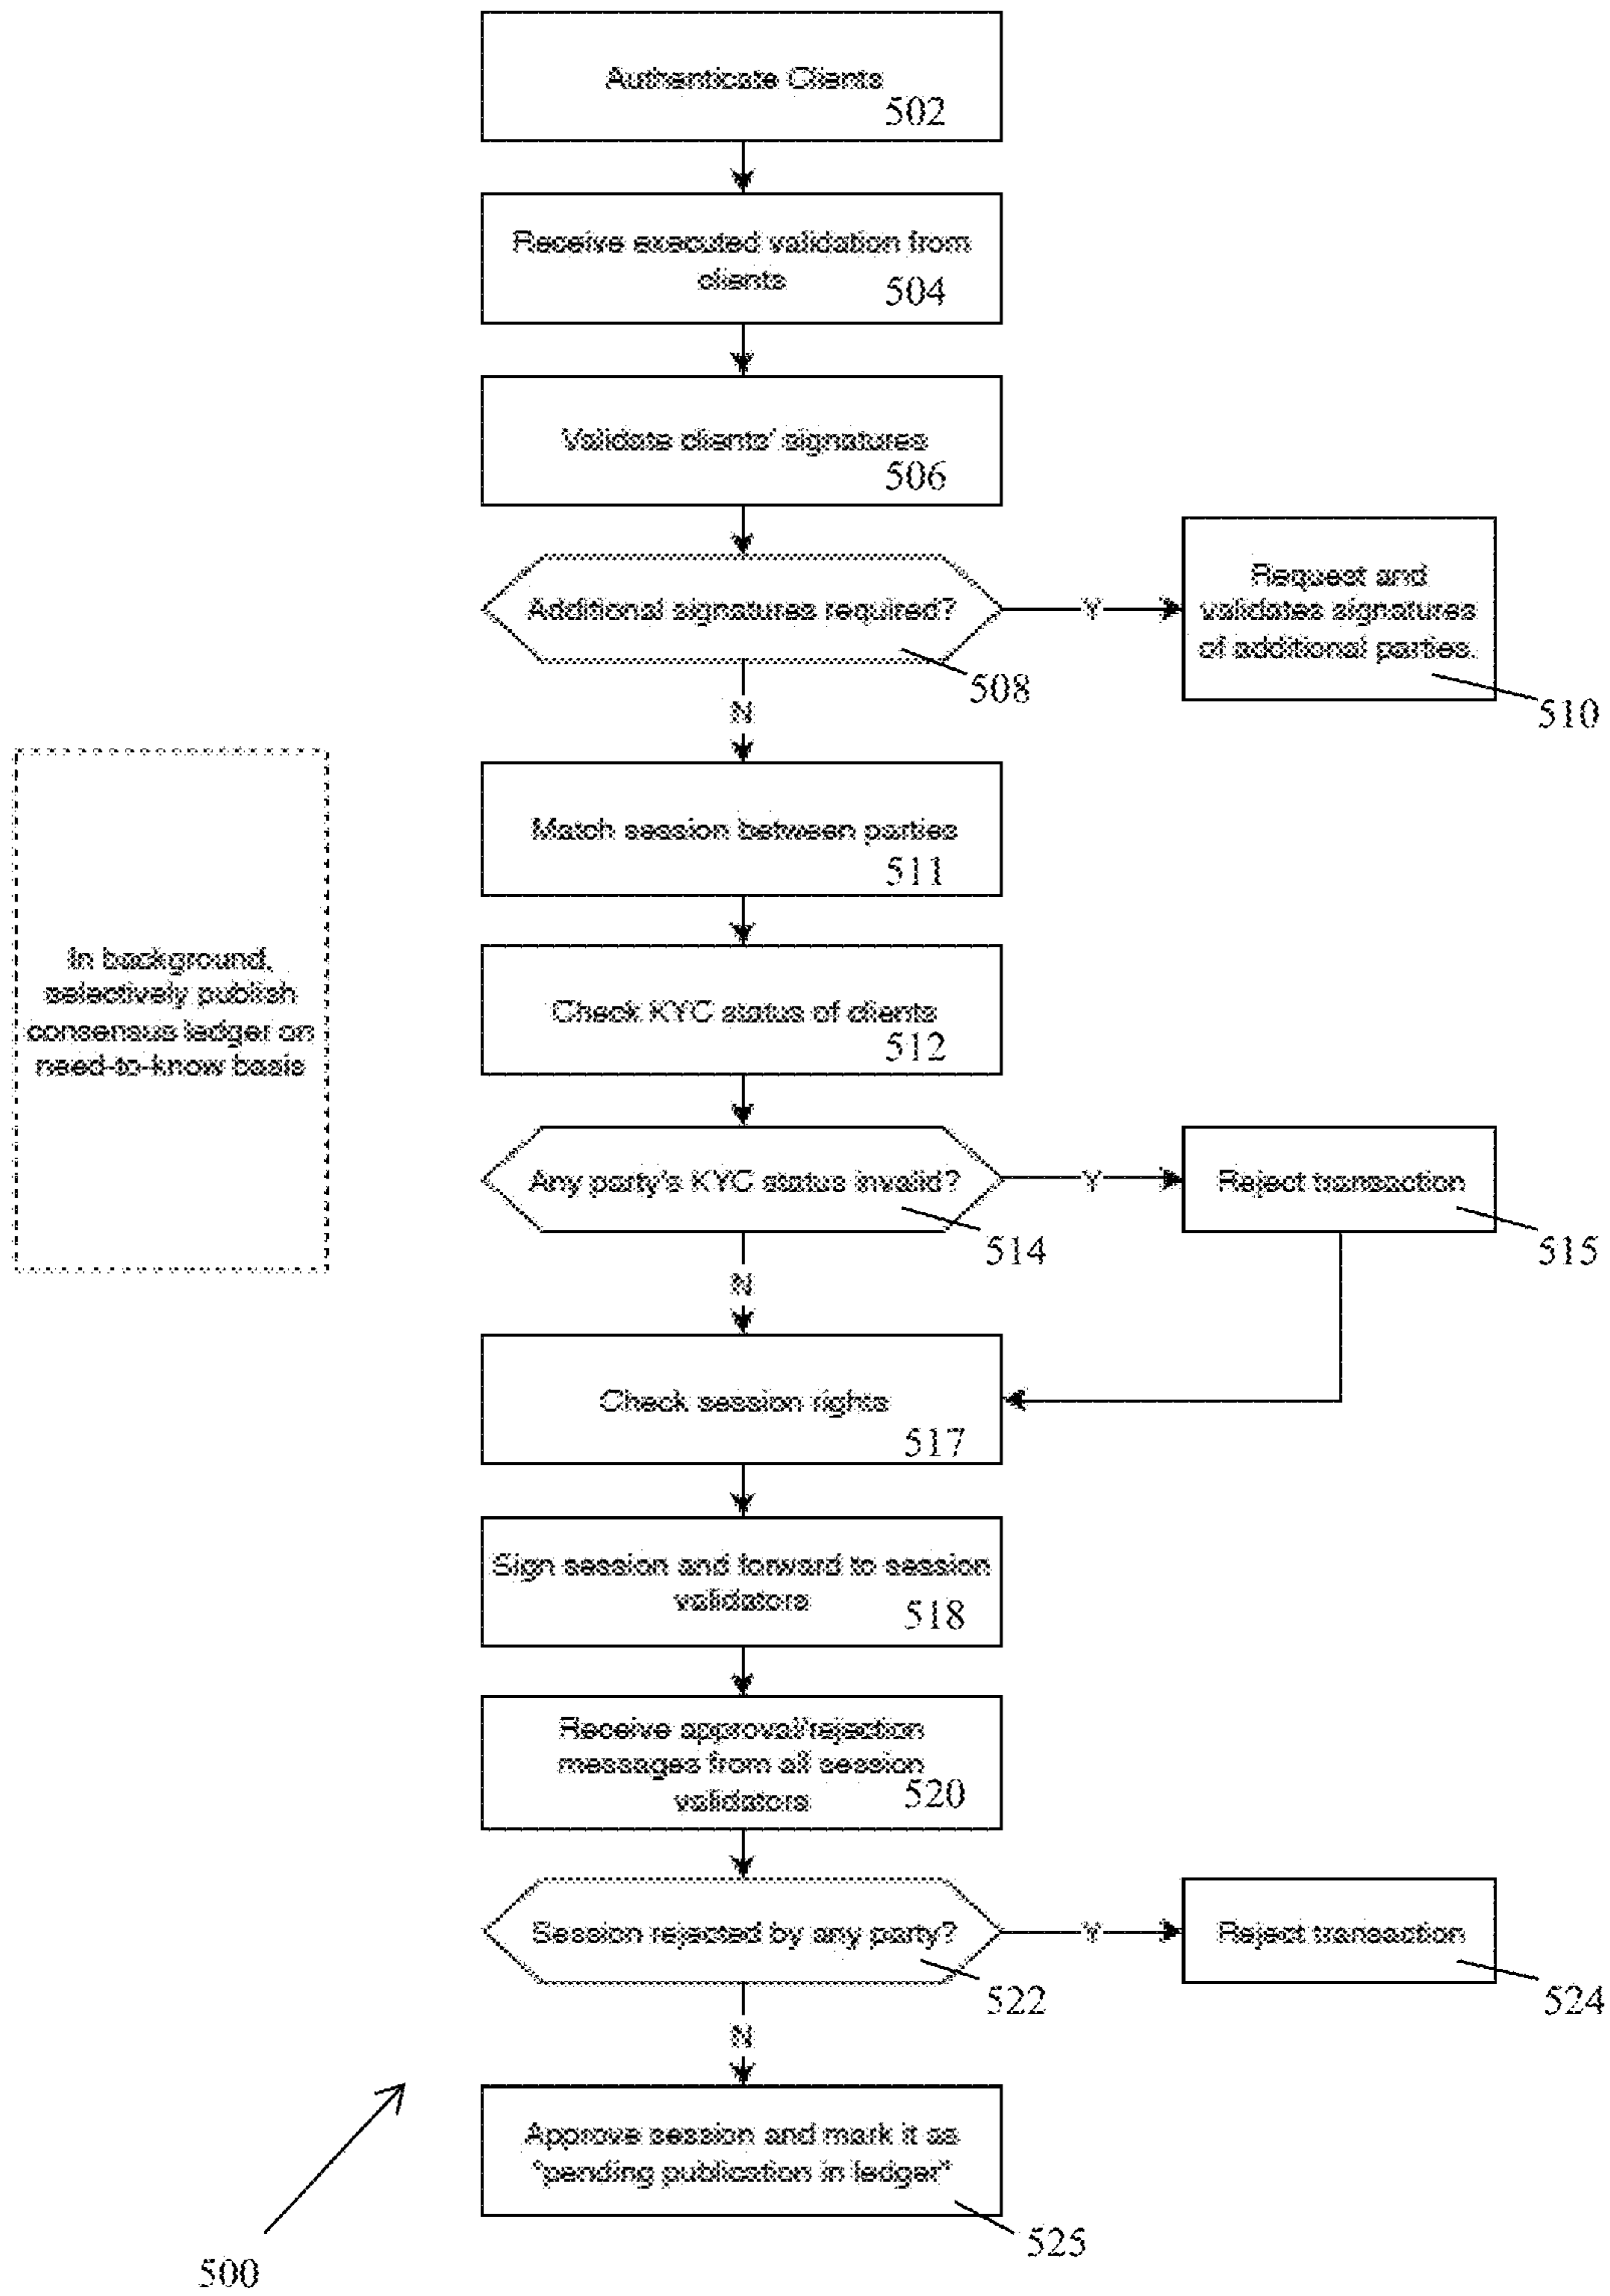 Authenticate Clients
502
Receive executed validation from
clients
504
Validate clients' signatures
506
Additional signatures required?
508
Y
Request and
validates signatures
of additional parties.
510
N
Match session between parties
511
In background,
selectively publish
consensus ledger on
need-to-know basis
Check KYC status of clients
512
Any party's KYC status invalid?
514
Y
Reject transaction
515
N
Check session rights
517
Sign session and forward to session
validators
518
Receive approval/rejection
messages from all session
validators
520
Session rejected by any party?
522
Y
Reject transaction
524
N
Approve session and mark it as
"pending publication in ledger"
525
500